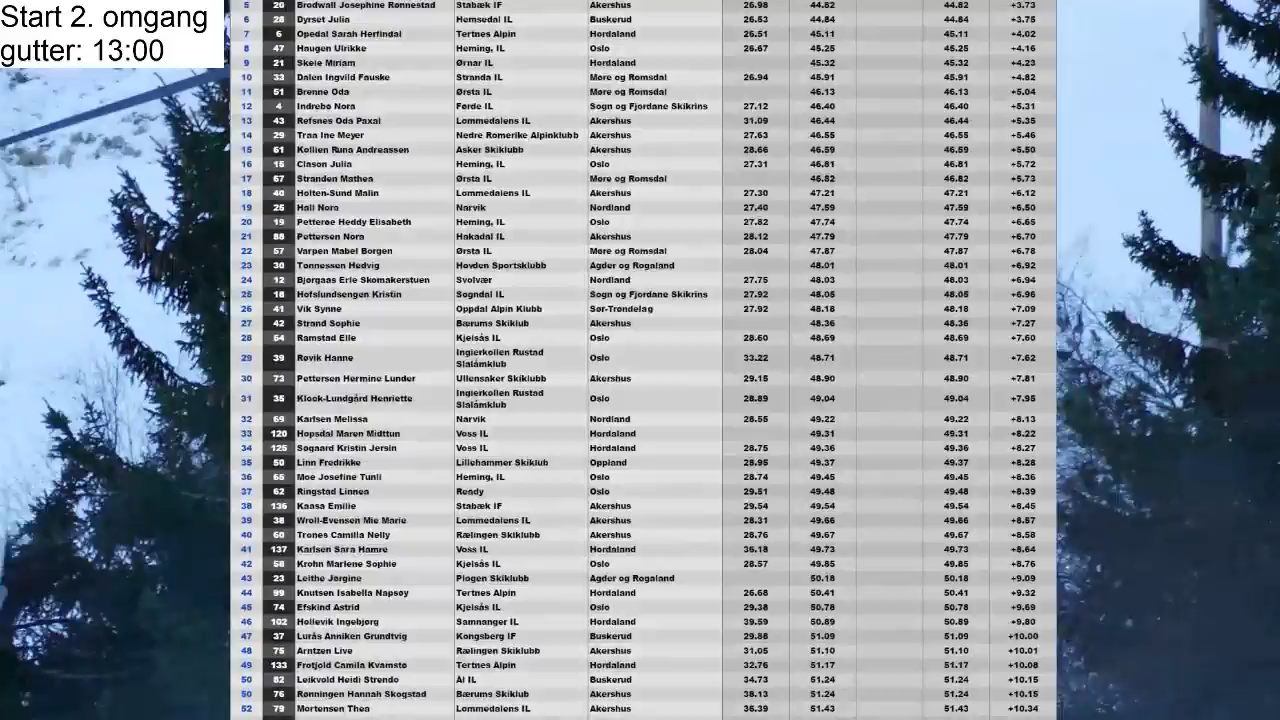 Start 2. omgang
gutter: 13:00
5 20 Brodwall Josephine Rønnestad Stabæk IF Akershus 26.98 44.82 44.82 +3.73
6 28 Dyrset Julia Hemsedal IL Buskerud 26.53 44.84 44.84 +3.75
7 6 Opedal Sarah Herfindal Tertnes Alpin Hordaland 26.51 45.11 45.11 +4.02
8 47 Haugen Ulrikke Heming, IL Oslo 26.67 45.25 45.25 +4.16
9 21 Skeie Miriam Ørnar IL Hordaland 45.32 45.32 +4.23
10 33 Dalen Ingvild Fauske Stranda IL Møre og Romsdal 26.94 45.91 45.91 +4.82
11 51 Brenne Oda Ørsta IL Møre og Romsdal 46.13 46.13 +5.04
12 4 Indrebø Nora Førde IL Sogn og Fjordane Skikrins 27.12 46.40 46.40 +5.31
13 43 Refsnes Oda Paxal Lommedalens IL Akershus 31.09 46.44 46.44 +5.35
14 29 Traa Ine Meyer Nedre Romerike Alpinklubb Akershus 27.63 46.55 46.55 +5.46
15 61 Kollien Runa Andreassen Asker Skiklubb Akershus 28.66 46.59 46.59 +5.50
16 15 Clason Julia Heming, IL Oslo 27.31 46.81 46.81 +5.72
17 67 Stranden Mathea Ørsta IL Møre og Romsdal 46.82 46.82 +5.73
18 40 Holten-Sund Malin Lommedalens IL Akershus 27.30 47.21 47.21 +6.12
19 25 Hall Nora Narvik Nordland 27.40 47.59 47.59 +6.50
20 19 Petterøe Heddy Elisabeth Heming, IL Oslo 27.82 47.74 47.74 +6.65
21 88 Pettersen Nora Hakadal IL Akershus 28.12 47.79 47.79 +6.70
22 57 Varpen Mabel Borgen Ørsta IL Møre og Romsdal 28.04 47.87 47.87 +6.78
23 30 Tønnessen Hedvig Hovden Sportsklubb Agder og Rogaland 48.01 48.01 +6.92
24 12 Bjørgaas Erle Skomakerstuen Svolvær Nordland 27.75 48.03 48.03 +6.94
25 18 Hofslundsengen Kristin Sogndal IL Sogn og Fjordane Skikrins 27.92 48.05 48.05 +6.96
26 41 Vik Synne Oppdal Alpin Klubb Sør-Trøndelag 27.92 48.18 48.18 +7.09
27 42 Strand Sophie Bærums Skiklub Akershus 48.36 48.36 +7.27
28 54 Ramstad Elle Kjelsås IL Oslo 28.60 48.69 48.69 +7.60
29 39 Røvik Hanne Ingierkollen Rustad Slalåmklub Oslo 33.22 48.71 48.71 +7.62
30 73 Pettersen Hermine Lunder Ullensaker Skiklubb Akershus 29.15 48.90 48.90 +7.81
31 35 Klock-Lundgård Henriette Ingierkollen Rustad Slalåmklub Oslo 28.89 49.04 49.04 +7.95
32 69 Karlsen Melissa Narvik Nordland 28.55 49.22 49.22 +8.13
33 120 Hopsdal Maren Midttun Voss IL Hordaland 49.31 49.31 +8.22
34 125 Søgaard Kristin Jersin Voss IL Hordaland 28.75 49.36 49.36 +8.27
35 50 Linn Fredrikke Lillehammer Skiklub Oppland 28.95 49.37 49.37 +8.28
36 65 Moe Josefine Tunli Heming, IL Oslo 28.74 49.45 49.45 +8.36
37 62 Ringstad Linnea Ready Oslo 29.51 49.48 49.48 +8.39
38 136 Kaasa Emilie Stabæk IF Akershus 29.54 49.54 49.54 +8.45
39 38 Wroll-Evensen Mie Marie Lommedalens IL Akershus 28.31 49.66 49.66 +8.57
40 60 Trones Camilla Nelly Rælingen Skiklubb Akershus 28.76 49.67 49.67 +8.58
41 137 Karlsen Sara Hamre Voss IL Hordaland 36.18 49.73 49.73 +8.64
42 58 Krohn Marlene Sophie Kjelsås IL Oslo 28.57 49.85 49.85 +8.76
43 23 Leithe Jørgine Plogen Skiklubb Agder og Rogaland 50.18 50.18 +9.09
44 99 Knutsen Isabella Napsøy Tertnes Alpin Hordaland 26.68 50.41 50.41 +9.32
45 74 Efskind Astrid Kjelsås IL Oslo 29.38 50.78 50.78 +9.69
46 102 Hellevik Ingebjørg Samnanger IL Hordaland 39.59 50.89 50.89 +9.80
47 37 Lurås Anniken Grundtvig Kongsberg IF Buskerud 29.88 51.09 51.09 +10.00
48 75 Arntzen Live Rælingen Skiklubb Akershus 31.05 51.10 51.10 +10.01
49 133 Frotjold Camila Kvamstø Tertnes Alpin Hordaland 32.76 51.17 51.17 +10.08
50 82 Leikvold Heidi Strendo Ål IL Buskerud 34.73 51.24 51.24 +10.15
50 76 Rønningen Hannah Skogstad Bærums Skiklub Akershus 38.13 51.24 51.24 +10.15
52 79 Mortensen Thea Lommedalens IL Akershus 36.39 51.43 51.43 +10.34